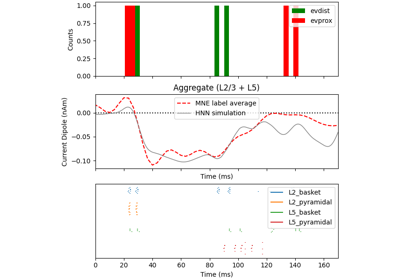 1.00
0.75
0.50
0.25
0.00
Counts
evdist
evprox
Aggregate (L2/3 + L5)
0.00
−0.05
−0.10
Current Dipole (nAm)
MNE label average
HNN simulation
Time (ms)
L2_basket
L2_pyramidal
L5_basket
L5_pyramidal
0 20 40 60 80 100 120 140 160
Time (ms)